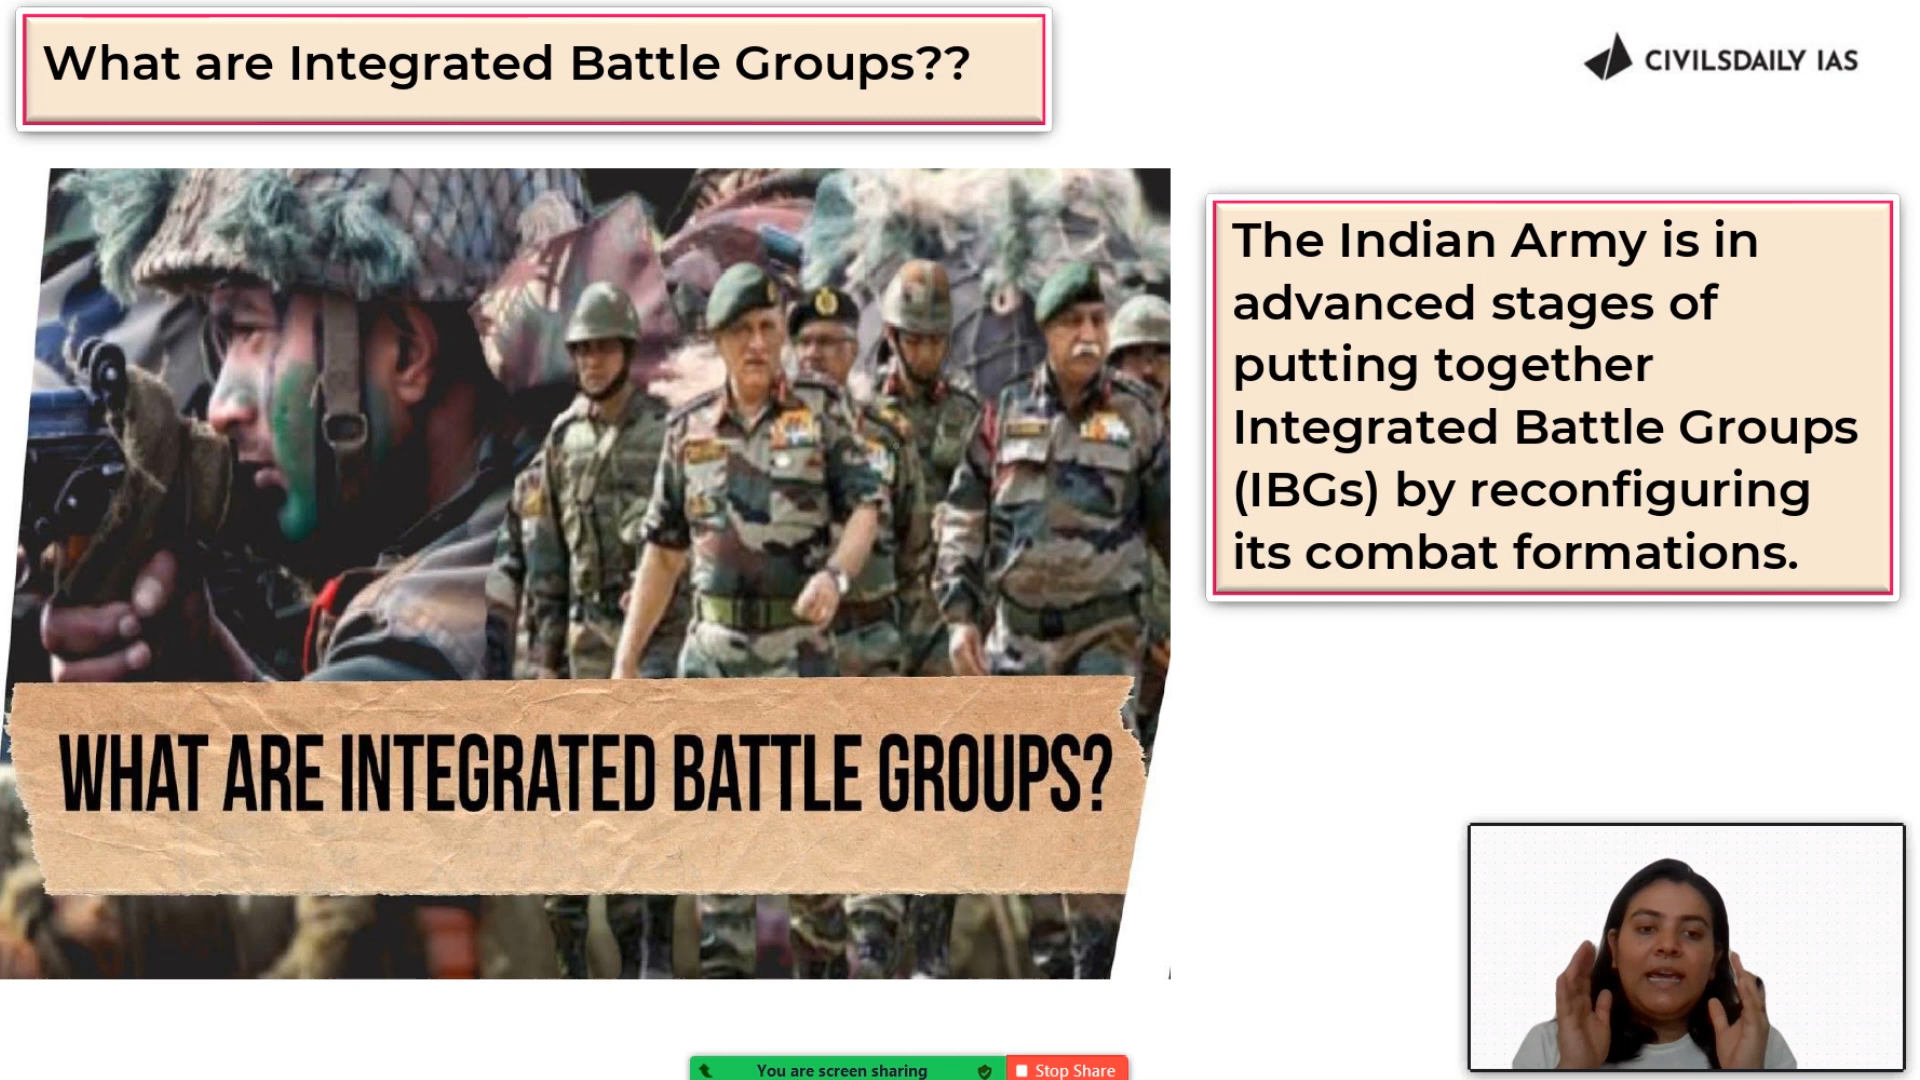 What are Integrated Battle Groups??
CIVILSDAILY IAS
The Indian Army is in
advanced stages of
putting together
Integrated Battle Groups
(IBGs) by reconfiguring
its combat formations.
WHAT ARE INTEGRATED BATTLE GROUPS?
You are screen sharing
Stop Share